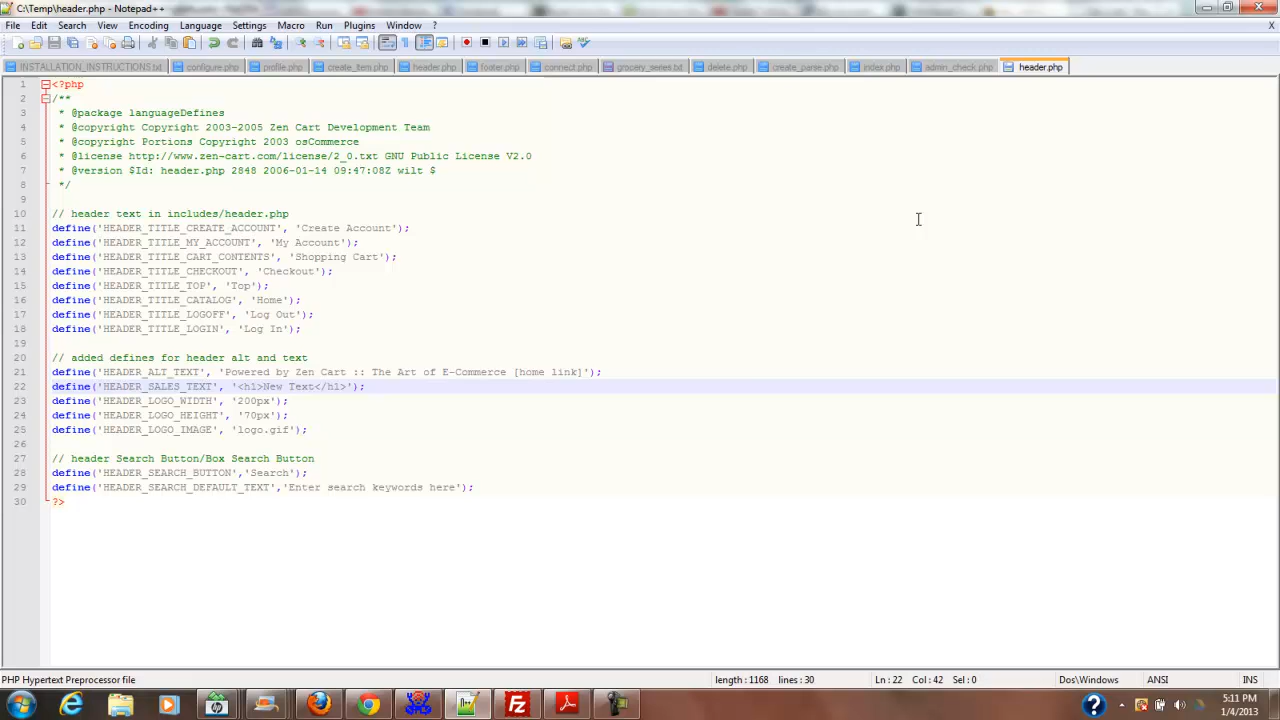 C:\Temp\header.php - Notepad++
File Edit Search View Encoding Language Settings Macro Run Plugins Window ? X
INSTALLATION_INSTRUCTIONS.txt configure.php profile.php create_item.php header.php footer.php connect.php grocery_series.txt delete.php create_parse.php index.php admin_check.php header.php
1 <?php
2 /**
3 * @package languageDefines
4 * @copyright Copyright 2003-2005 Zen Cart Development Team
5 * @copyright Portions Copyright 2003 osCommerce
6 * @license http://www.zen-cart.com/license/2_0.txt GNU Public License V2.0
7 * @version $Id: header.php 2848 2006-01-14 09:47:08Z wilt $
8 */
9
10 // header text in includes/header.php
11 define('HEADER_TITLE_CREATE_ACCOUNT', 'Create Account');
12 define('HEADER_TITLE_MY_ACCOUNT', 'My Account');
13 define('HEADER_TITLE_CART_CONTENTS', 'Shopping Cart');
14 define('HEADER_TITLE_CHECKOUT', 'Checkout');
15 define('HEADER_TITLE_TOP', 'Top');
16 define('HEADER_TITLE_CATALOG', 'Home');
17 define('HEADER_TITLE_LOGOFF', 'Log Out');
18 define('HEADER_TITLE_LOGIN', 'Log In');
19
20 // added defines for header alt and text
21 define('HEADER_ALT_TEXT', 'Powered by Zen Cart :: The Art of E-Commerce [home link]');
22 define('HEADER_SALES_TEXT', '<h1>New Text</h1>');
23 define('HEADER_LOGO_WIDTH', '200px');
24 define('HEADER_LOGO_HEIGHT', '70px');
25 define('HEADER_LOGO_IMAGE', 'logo.gif');
26
27 // header Search Button/Box Search Button
28 define('HEADER_SEARCH_BUTTON','Search');
29 define('HEADER_SEARCH_DEFAULT_TEXT','Enter search keywords here');
30 ?>
PHP Hypertext Preprocessor file length : 1168 lines : 30 Ln : 22 Col : 42 Sel : 0 Dos\Windows ANSI INS
5:11 PM
1/4/2013